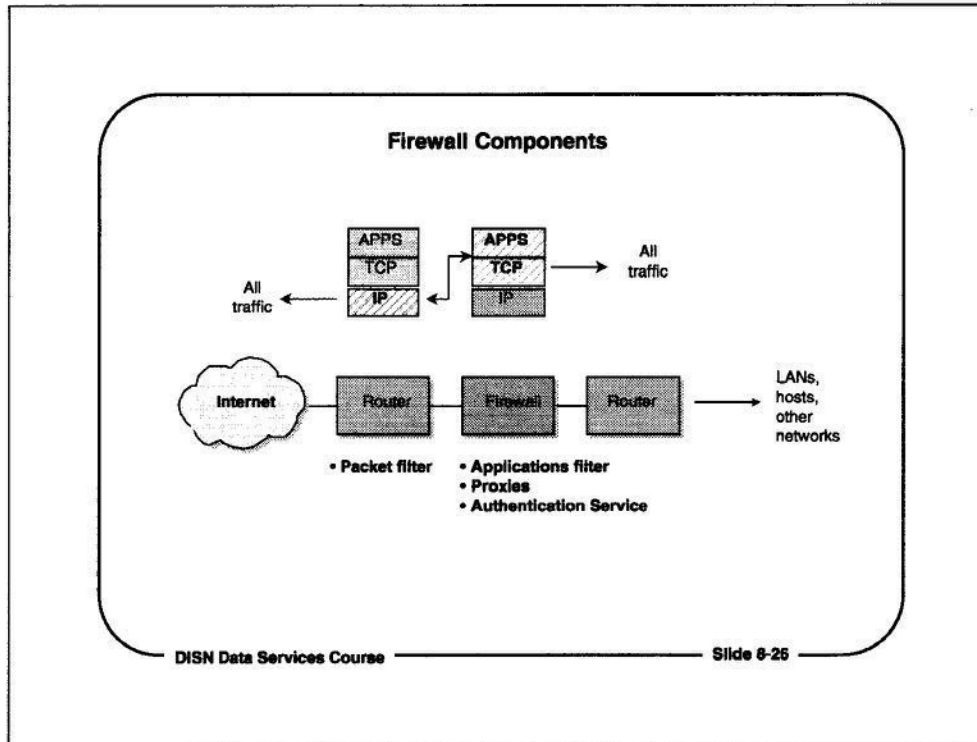 Firewall Components
APPS
TCP
IP
APPS
TCP
IP
All
traffic
All
traffic
Internet
Router
Firewall
Router
LANs,
hosts,
other
networks
• Packet filter
• Applications filter
• Proxies
• Authentication Service
DISN Data Services Course
Slide 8-26